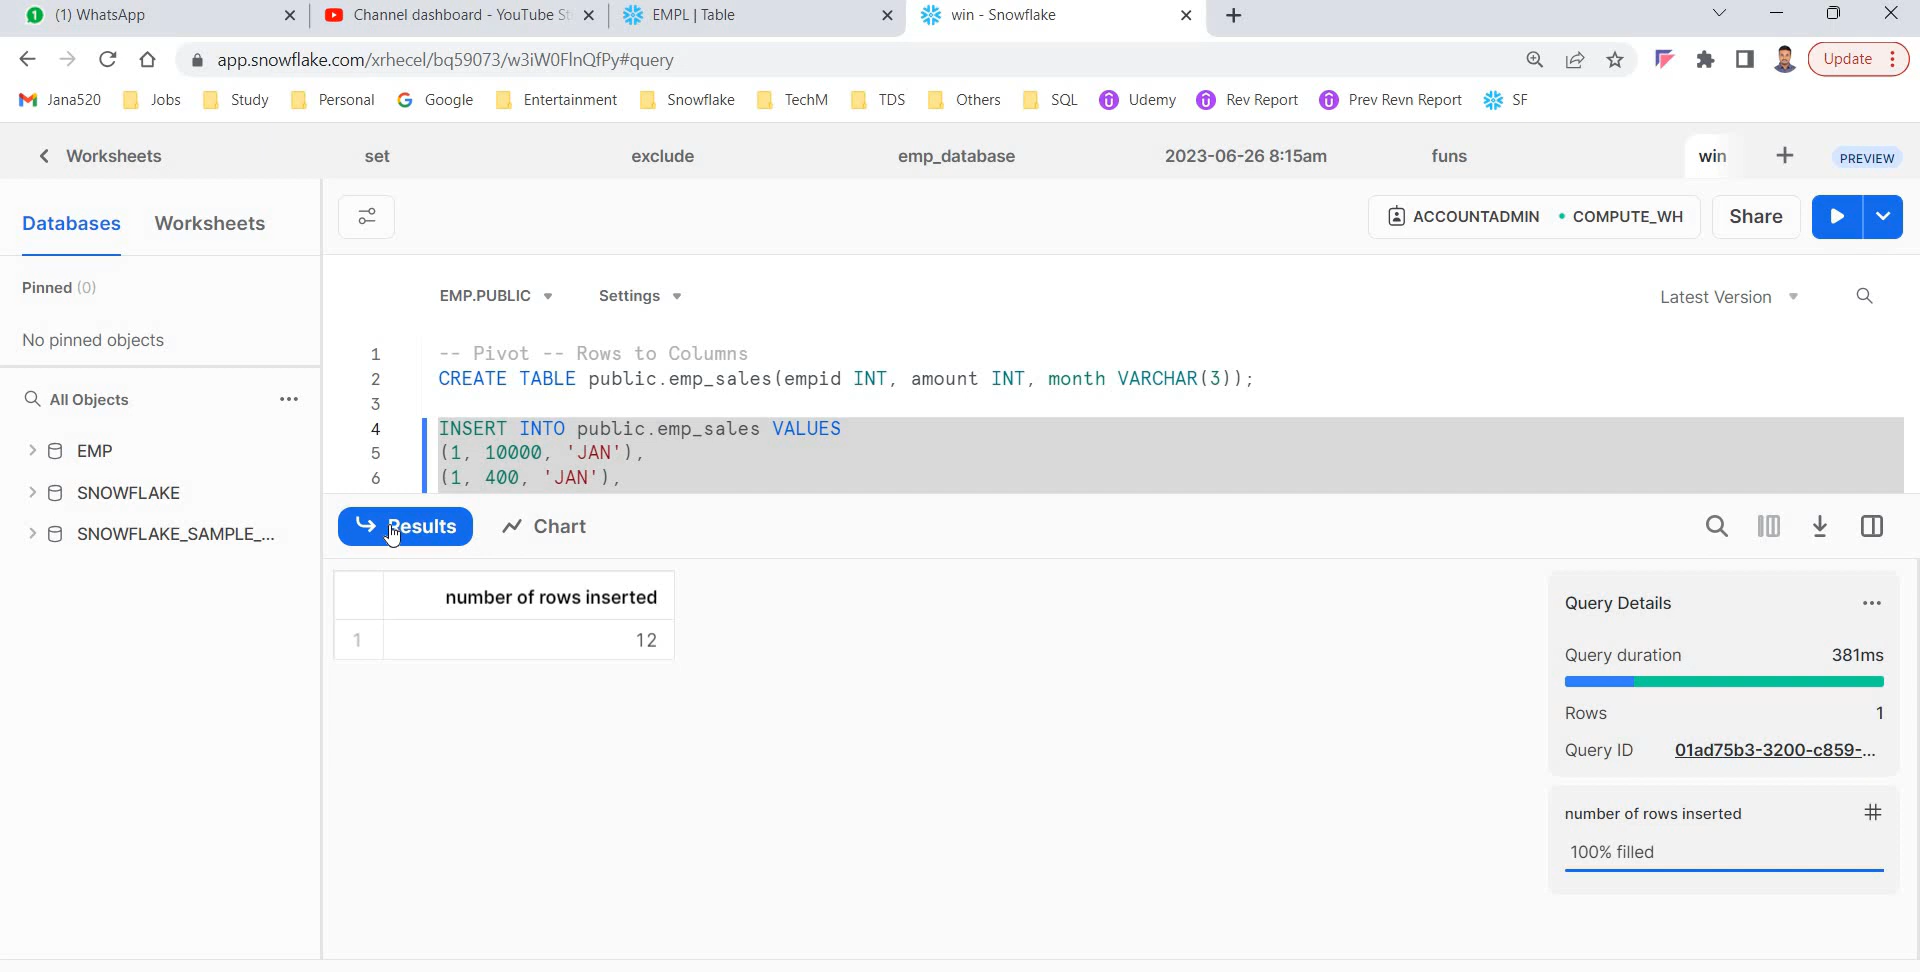 (1) WhatsApp
Channel dashboard - YouTube St
EMPL | Table
win - Snowflake
app.snowflake.com/xrhecel/bq59073/w3iW0FlnQfPy#query
Update
Jana520 Jobs Study Personal Google Entertainment Snowflake TechM TDS Others SQL Udemy Rev Report Prev Revn Report SF
Worksheets set exclude emp_database 2023-06-26 8:15am funs win PREVIEW
Databases Worksheets
ACCOUNTADMIN COMPUTE_WH Share
Pinned (0)
No pinned objects
All Objects
EMP
SNOWFLAKE
SNOWFLAKE_SAMPLE_...
EMP.PUBLIC Settings Latest Version
1 -- Pivot -- Rows to Columns
2 CREATE TABLE public.emp_sales(empid INT, amount INT, month VARCHAR(3));
3
4 INSERT INTO public.emp_sales VALUES
5 (1, 10000, 'JAN'),
6 (1, 400, 'JAN'),
Results Chart
number of rows inserted
1 12
Query Details
Query duration 381ms
Rows 1
Query ID 01ad75b3-3200-c859-...
number of rows inserted
100% filled